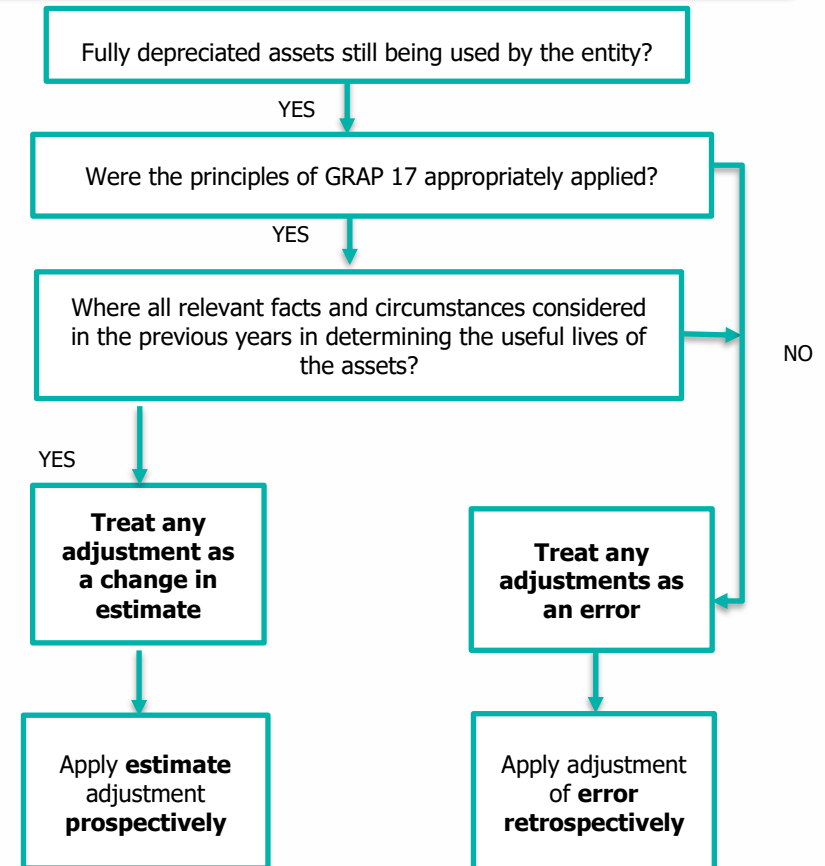 Fully depreciated assets still being used by the entity?
YES
Were the principles of GRAP 17 appropriately applied?
YES
Where all relevant facts and circumstances considered
in the previous years in determining the useful lives of
the assets?
NO
YES
Treat any
adjustment as
a change in
estimate
Treat any
adjustments as
an error
Apply estimate
adjustment
prospectively
Apply adjustment
of error
retrospectively